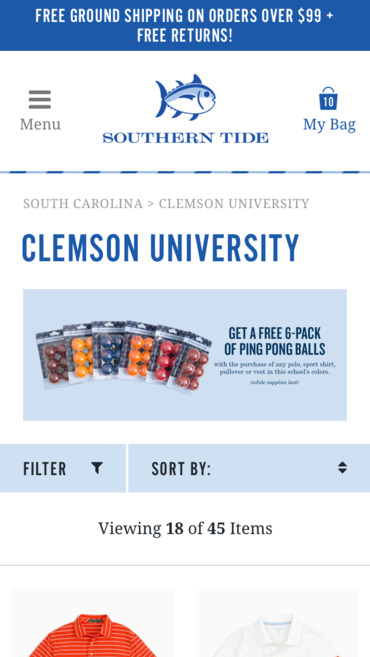 FREE GROUND SHIPPING ON ORDERS OVER $99 +
FREE RETURNS!
Menu
SOUTHERN TIDE
10
My Bag
SOUTH CAROLINA > CLEMSON UNIVERSITY
CLEMSON UNIVERSITY
GET A FREE 6-PACK
OF PING PONG BALLS
with the purchase of any polo, sport shirt,
pullover or vest in this school's colors.
(while supplies last)
FILTER
SORT BY:
Viewing 18 of 45 Items